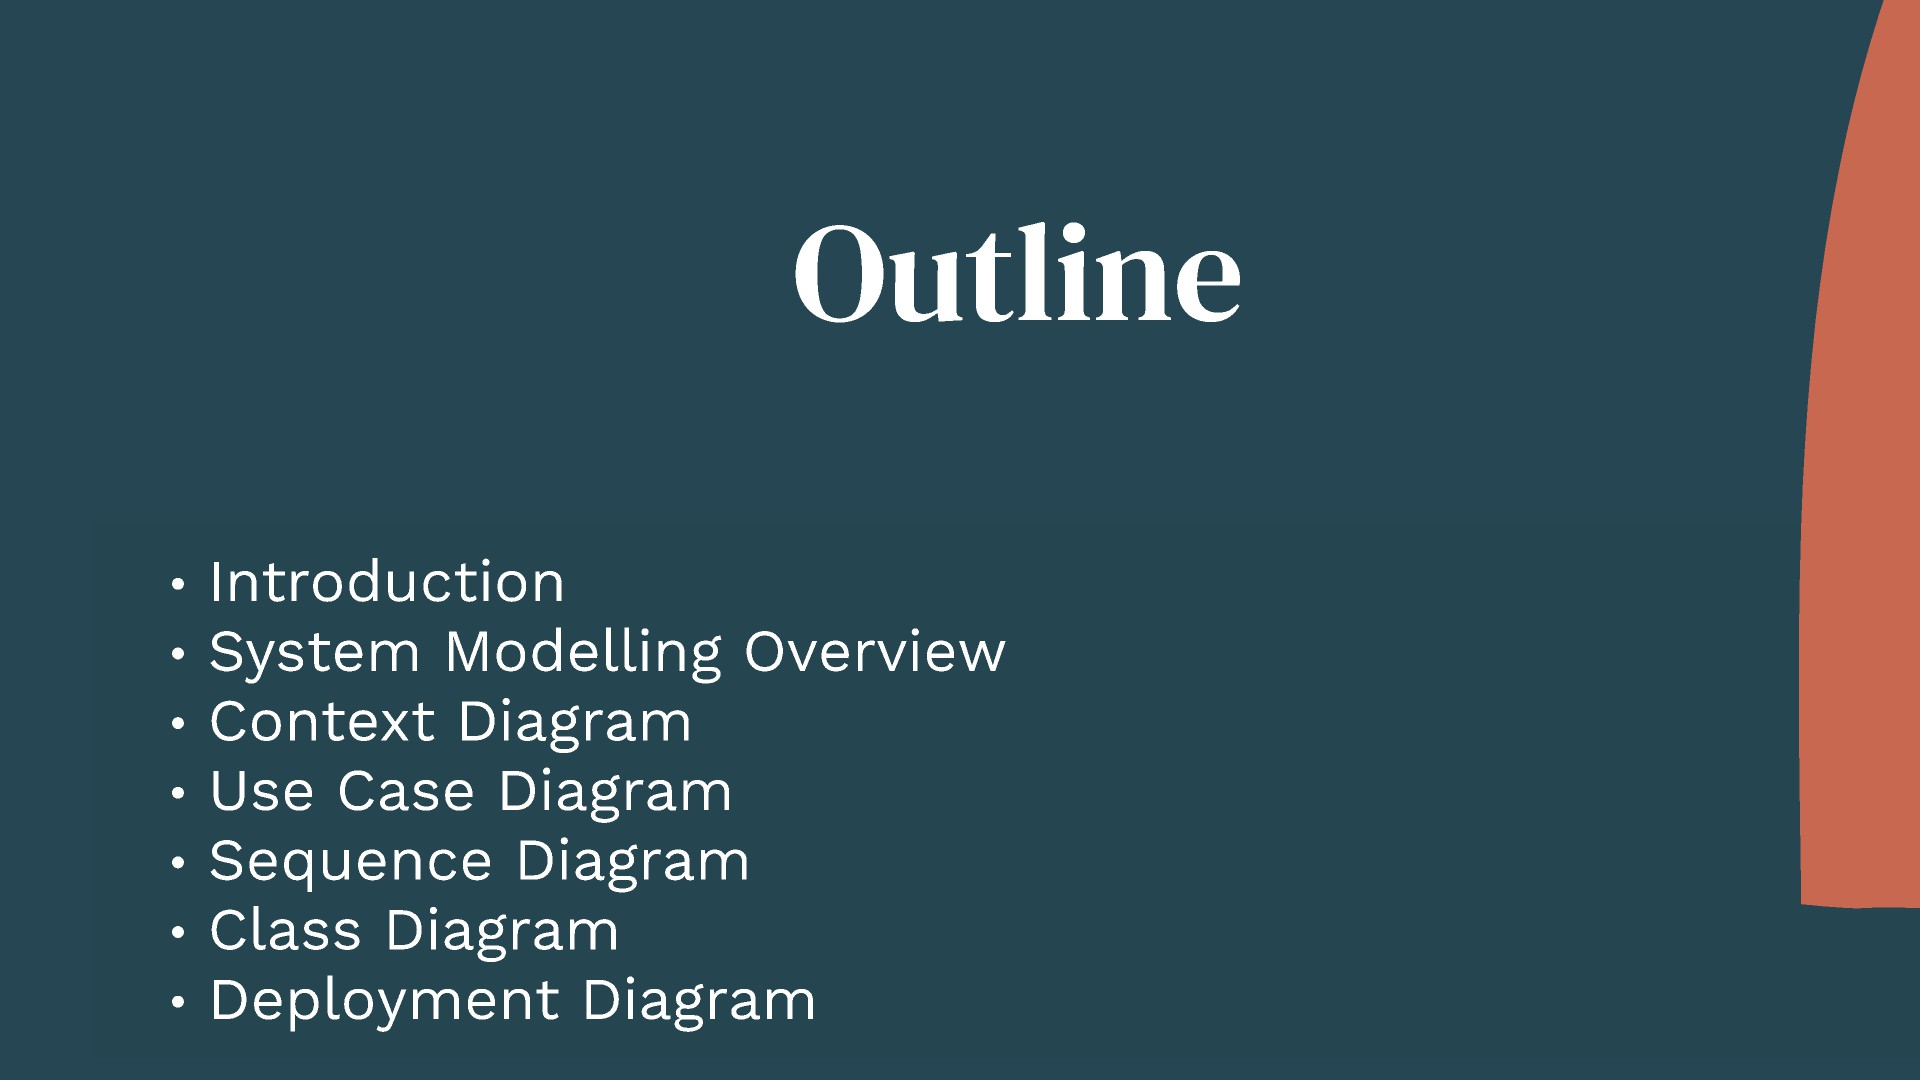 Outline
• Introduction
• System Modelling Overview
• Context Diagram
• Use Case Diagram
• Sequence Diagram
• Class Diagram
• Deployment Diagram